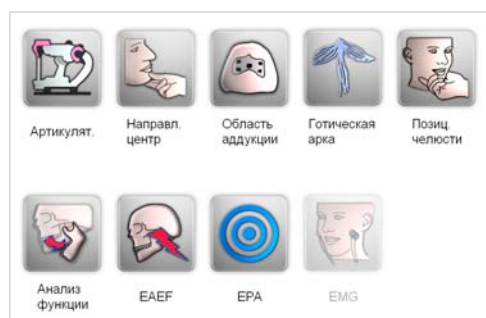 Артикулят.
Направл.
центр
Область
аддукции
Готическая
арка
Позиц.
челюсти
Анализ
функции
EAEF
EPA
EMG